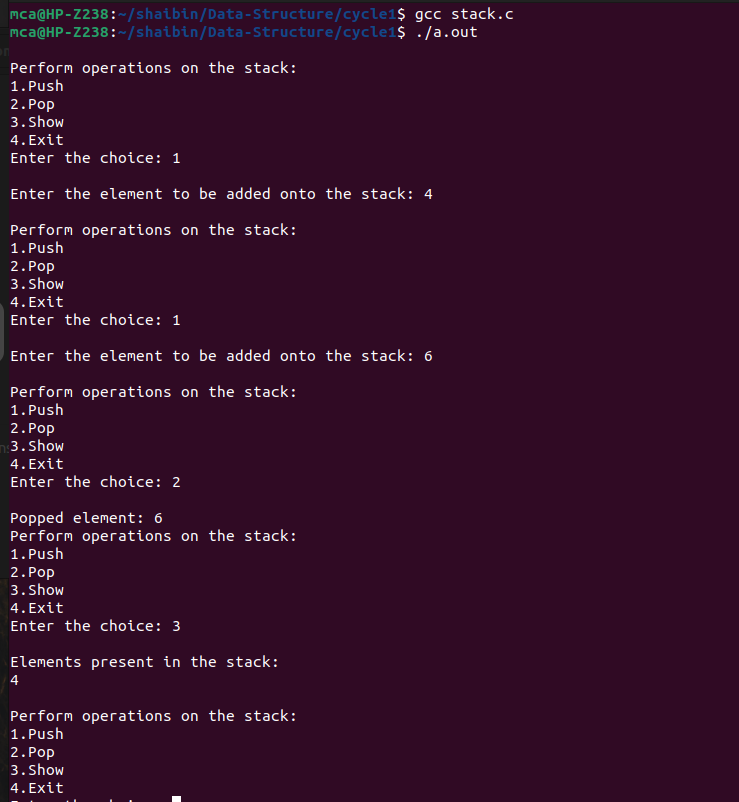 mca@HP-Z238:~/shaibin/Data-Structure/cycle1$ gcc stack.c
mca@HP-Z238:~/shaibin/Data-Structure/cycle1$ ./a.out
Perform operations on the stack:
1.Push
2.Pop
3.Show
4.Exit
Enter the choice: 1
Enter the element to be added onto the stack: 4
Perform operations on the stack:
1.Push
2.Pop
3.Show
4.Exit
Enter the choice: 1
Enter the element to be added onto the stack: 6
Perform operations on the stack:
1.Push
2.Pop
3.Show
4.Exit
Enter the choice: 2
Popped element: 6
Perform operations on the stack:
1.Push
2.Pop
3.Show
4.Exit
Enter the choice: 3
Elements present in the stack:
4
Perform operations on the stack:
1.Push
2.Pop
3.Show
4.Exit